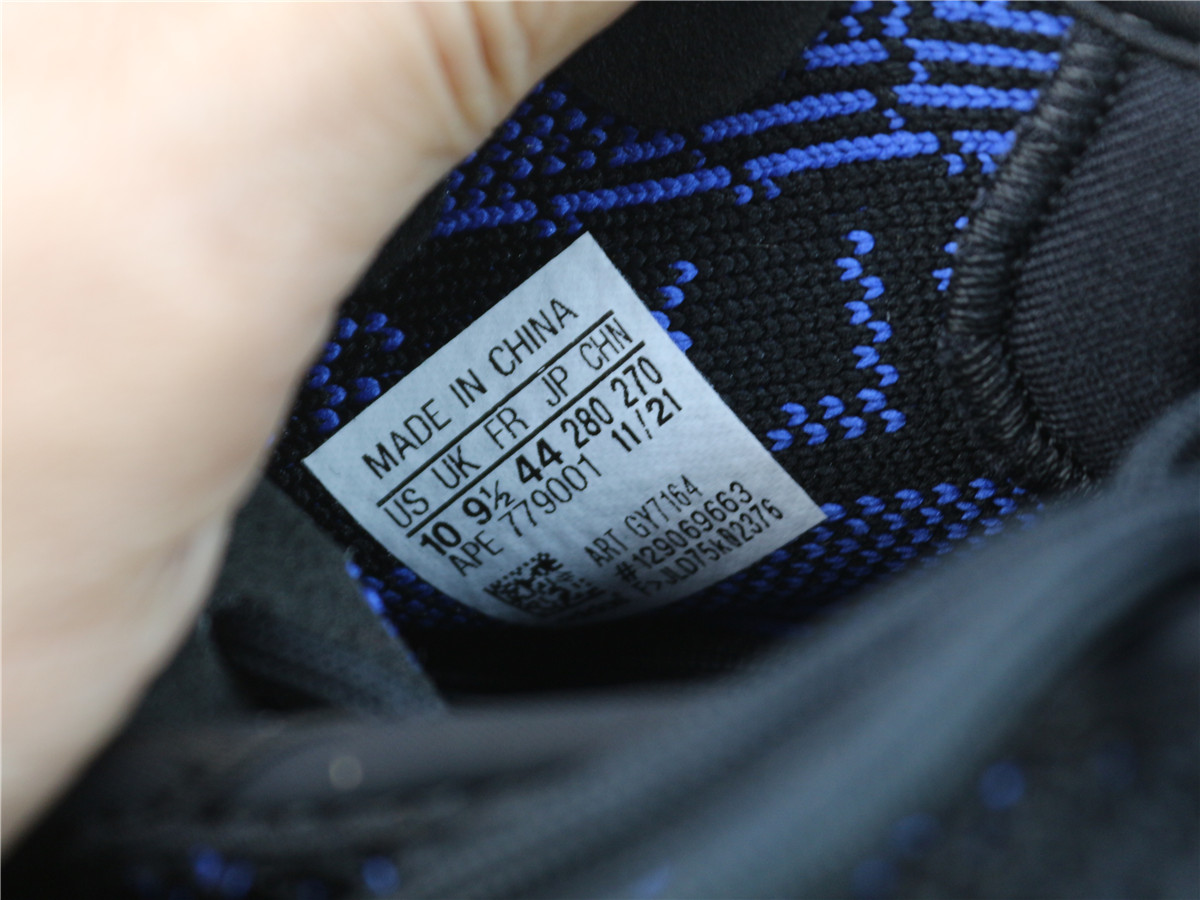 MADE IN CHINA
US UK FR JP CHN
10 9½ 44 280 270
APE 779001 11/21
ART GY7164
#129069663